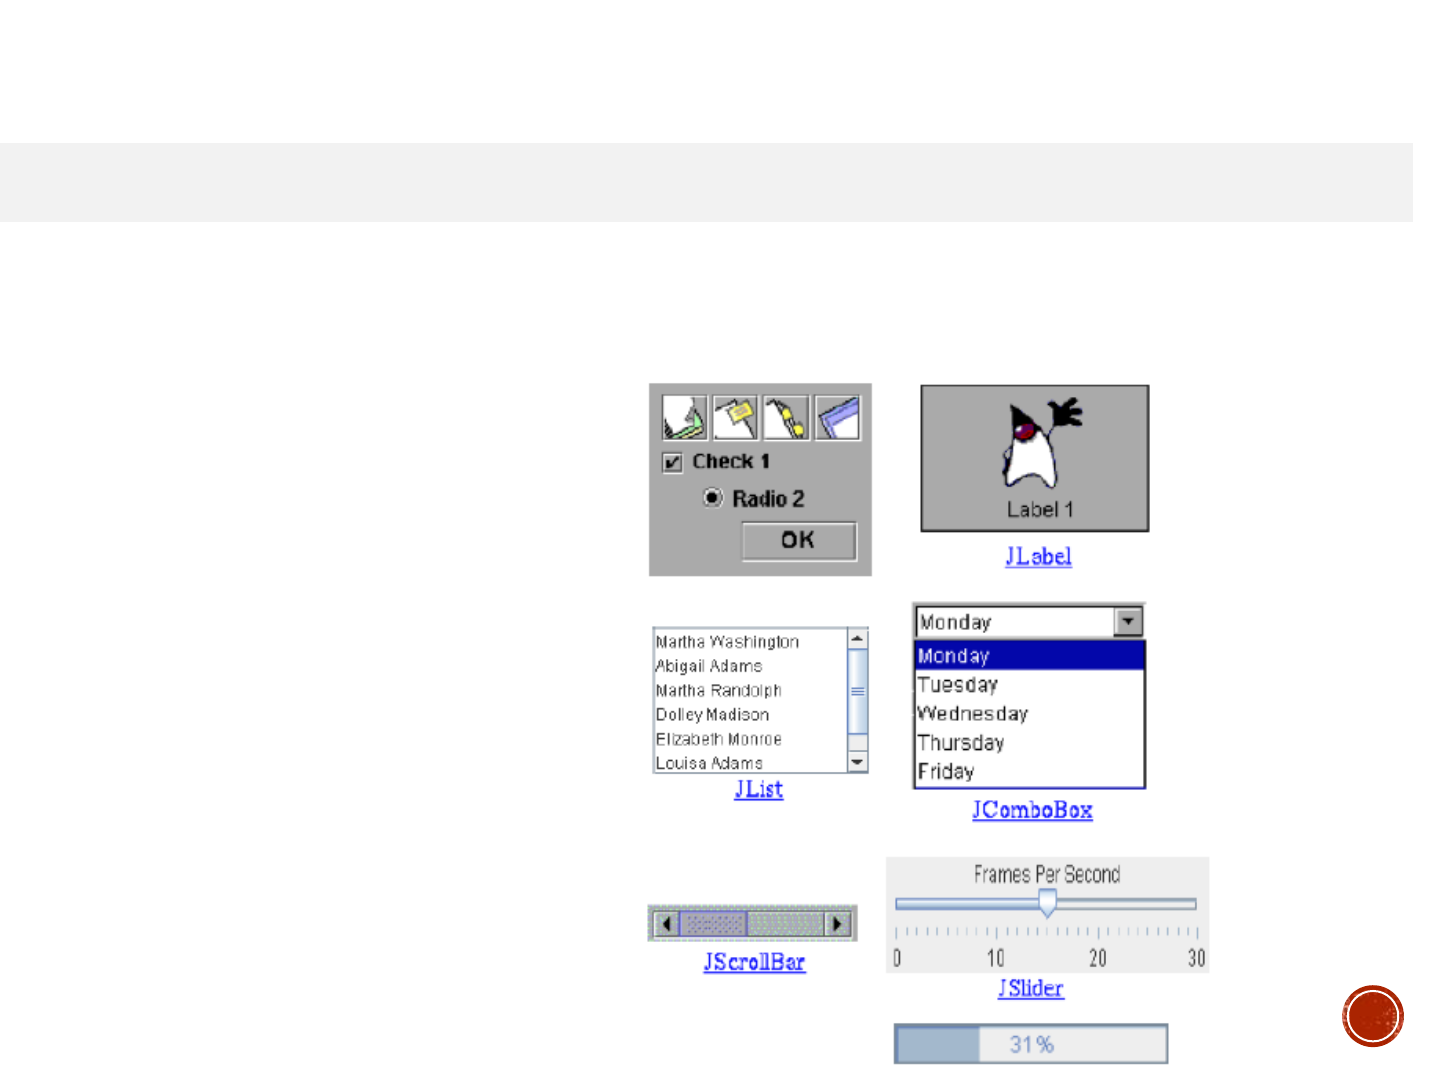 Check 1
Radio 2
OK
Label 1
JLabel
Martha Washington
Abigail Adams
Martha Randolph
Dolley Madison
Elizabeth Monroe
Louisa Adams
JList
Monday
Monday
Tuesday
Wednesday
Thursday
Friday
JComboBox
JScrollBar
Frames Per Second
0 10 20 30
JSlider
31%